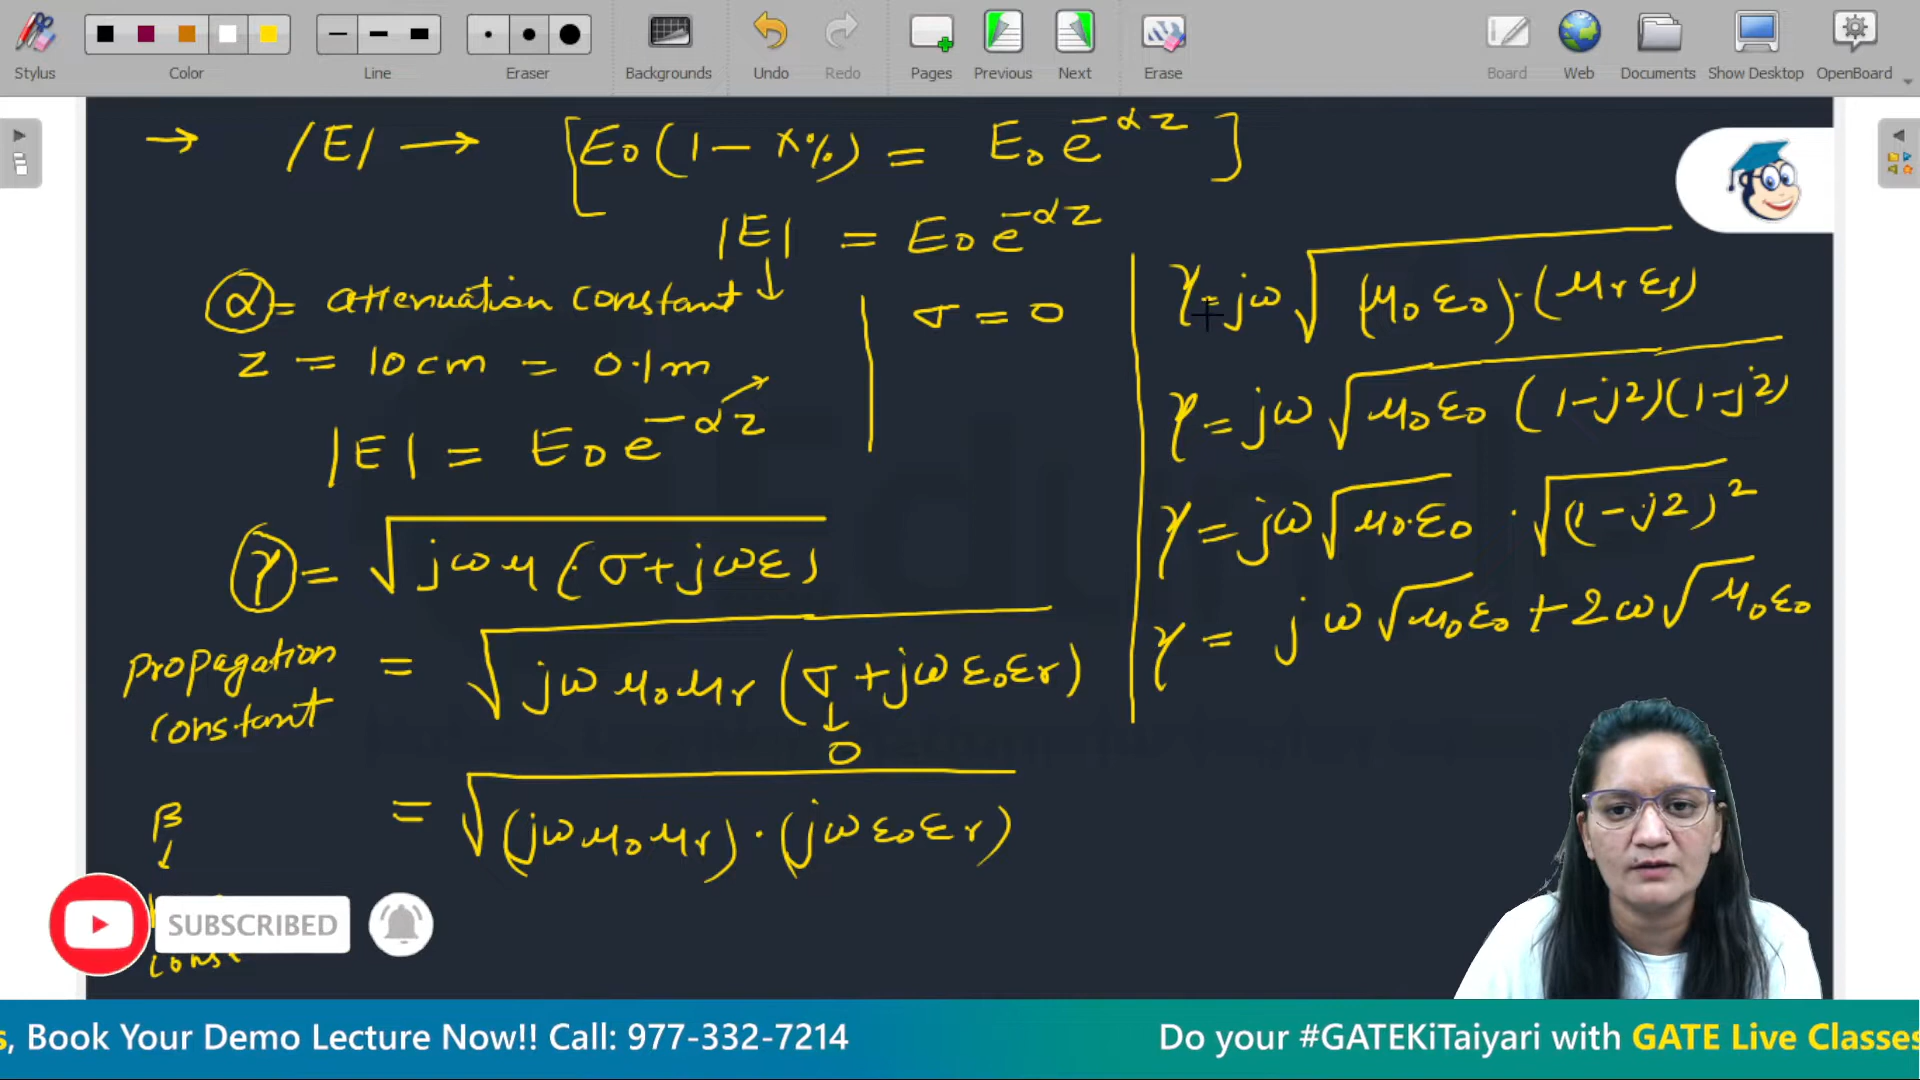 Stylus
Color
Line
Eraser
Backgrounds
Undo
Redo
Pages
Previous
Next
Erase
Board
Web
Documents
Show Desktop
OpenBoard
→ |E| → [E₀(1 - x%) = E₀ e^-αz]
|E| = E₀ e^-αz
α = attenuation constant ↓
z = 10cm = 0.1m
|E| = E₀ e^-αz
γ = √jωμ(σ+jωε)
propagation constant
= √jωμ₀μr (σ+jωε₀εr)
↓
0
= √(jωμ₀μr)·(jωε₀εr)
β
↓
σ = 0
γ = jω √(μ₀ε₀)·(μrεr)
γ = jω √μ₀ε₀ (1-j2)(1-j2)
γ = jω √μ₀·ε₀ · √(1-j2)²
γ = jω √μ₀ε₀ + 2ω √μ₀ε₀
SUBSCRIBED
, Book Your Demo Lecture Now!! Call: 977-332-7214
Do your #GATEKiTaiyari with GATE Live Classes